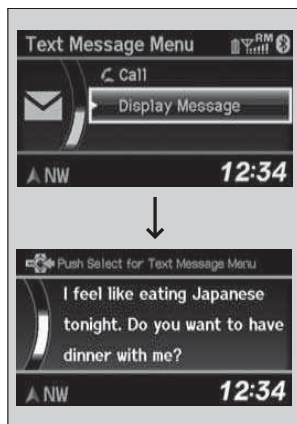 Text Message Menu RM
Call
Display Message
NW 12:34
Push Select for Text Message Menu
I feel like eating Japanese
tonight. Do you want to have
dinner with me?
NW 12:34